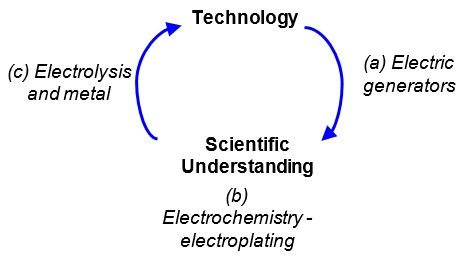 Technology
(a) Electric
generators
(c) Electrolysis
and metal
Scientific
Understanding
(b)
Electrochemistry -
electroplating